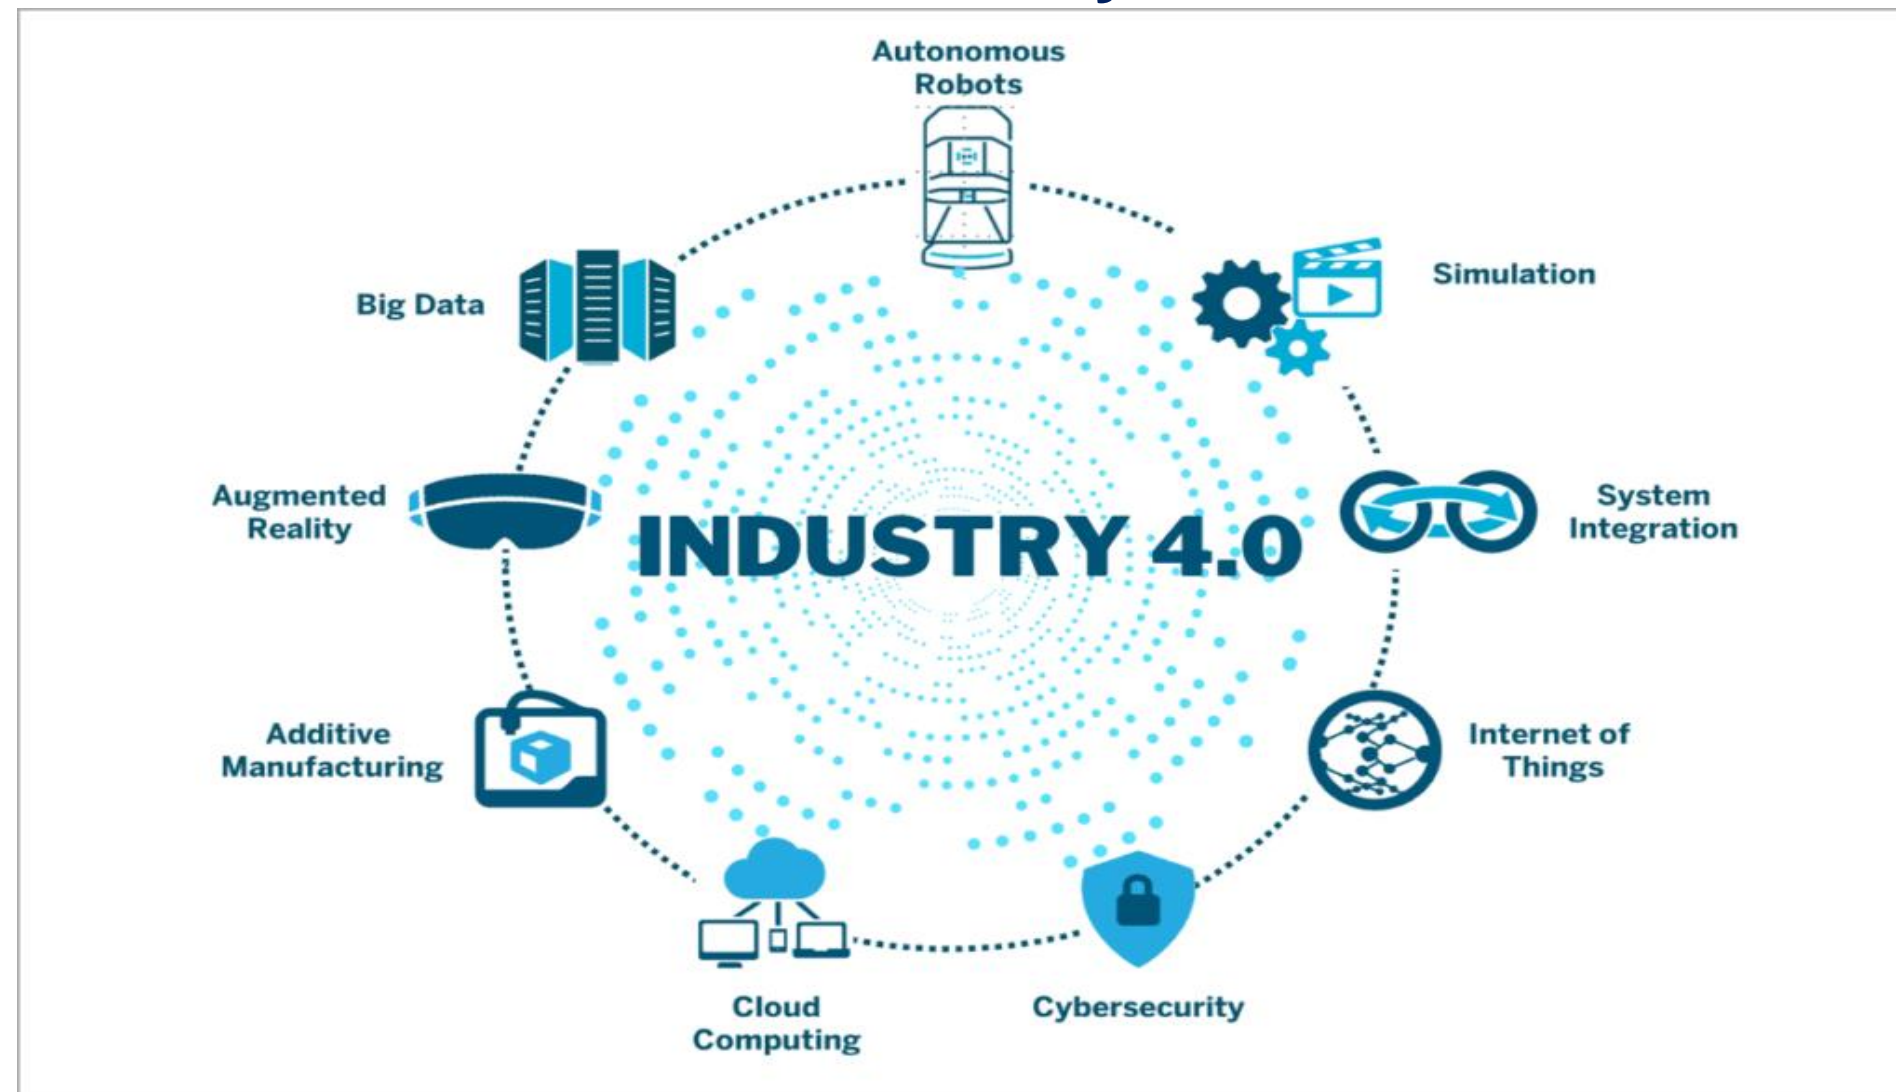 Autonomous
Robots
Simulation
Big Data
System
Integration
Augmented
Reality
INDUSTRY 4.0
Internet of
Things
Additive
Manufacturing
Cybersecurity
Cloud
Computing